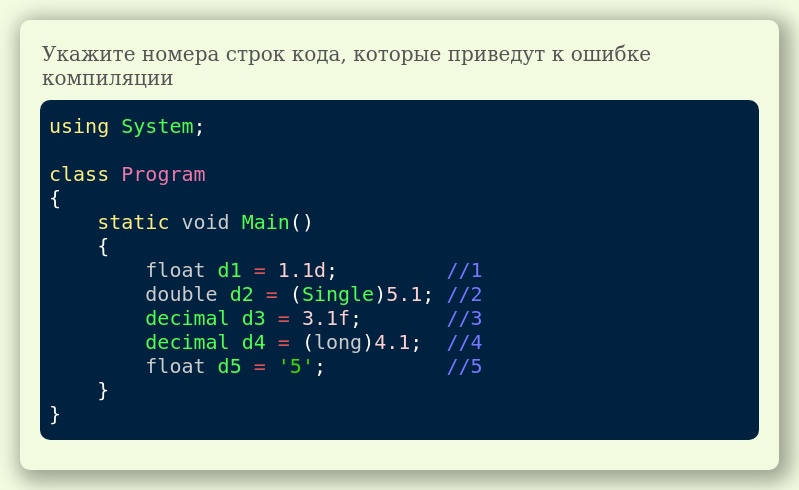 Укажите номера строк кода, которые приведут к ошибке
компиляции
using System;
class Program
{
    static void Main()
    {
        float d1 = 1.1d;         //1
        double d2 = (Single)5.1; //2
        decimal d3 = 3.1f;       //3
        decimal d4 = (long)4.1;  //4
        float d5 = '5';          //5
    }
}